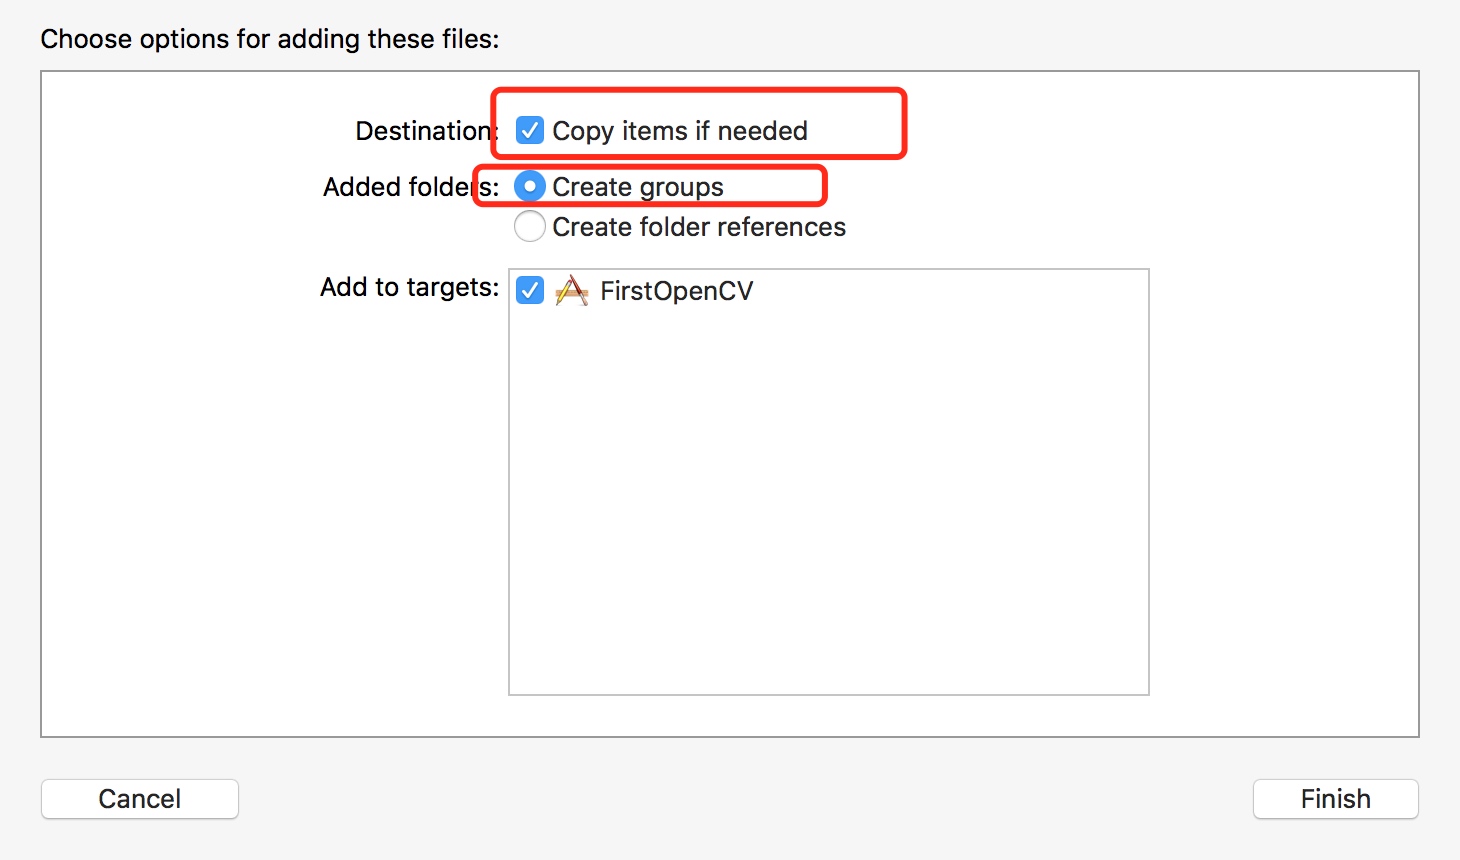 Choose options for adding these files:
Destination: Copy items if needed
Added folders: Create groups
Create folder references
Add to targets: FirstOpenCV
Cancel Finish